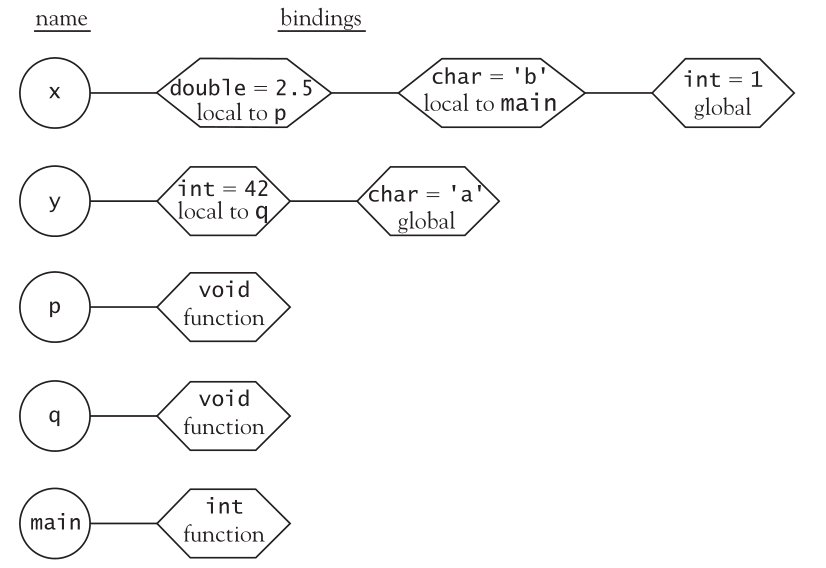 name bindings
x
double = 2.5
local to p
char = 'b'
local to main
int = 1
global
y
int = 42
local to q
char = 'a'
global
p
void
function
q
void
function
main
int
function